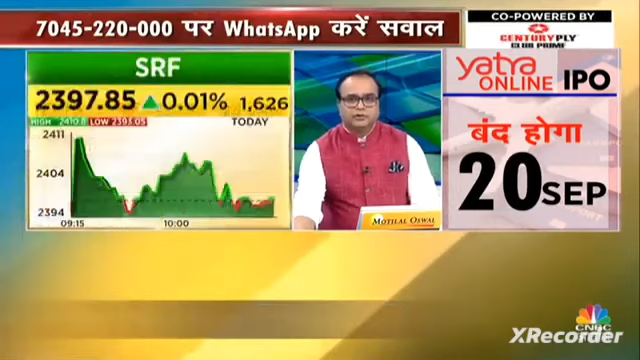 7045-220-000 पर WhatsApp करें सवाल
CO-POWERED BY
CENTURYPLY
CLUB PRIME
SRF
2397.85 ▲ 0.01% 1,626
HIGH 2410.8 LOW 2393.05
TODAY
2411
2404
2394
09:15 10:00
MOTILAL OSWAL
yatra
ONLINE IPO
बंद होगा
20 SEP
CNBC
XRecorder